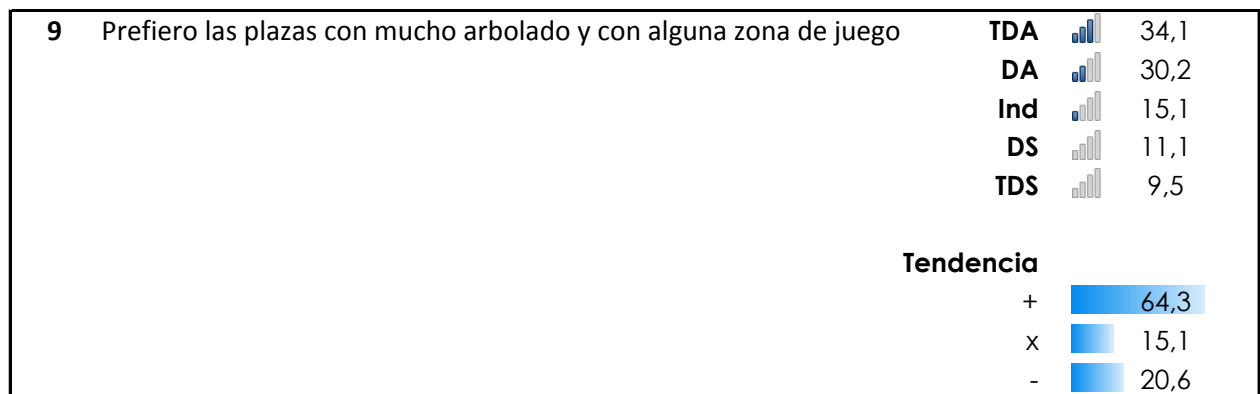 9 Prefiero las plazas con mucho arbolado y con alguna zona de juego TDA 34,1
DA 30,2
Ind 15,1
DS 11,1
TDS 9,5
Tendencia
+ 64,3
x 15,1
- 20,6